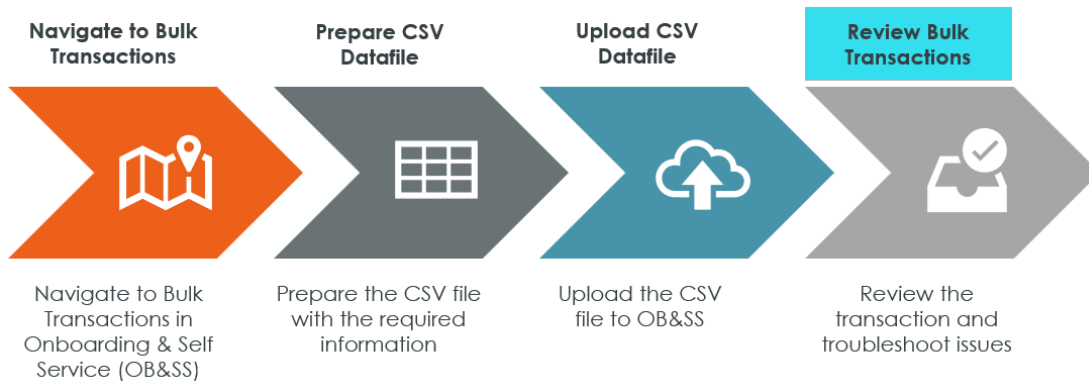 Navigate to Bulk
Transactions
Prepare CSV
Datafile
Upload CSV
Datafile
Review Bulk
Transactions
Navigate to Bulk
Transactions in
Onboarding & Self
Service (OB&SS)
Prepare the CSV file
with the required
information
Upload the CSV
file to OB&SS
Review the
transaction and
troubleshoot issues